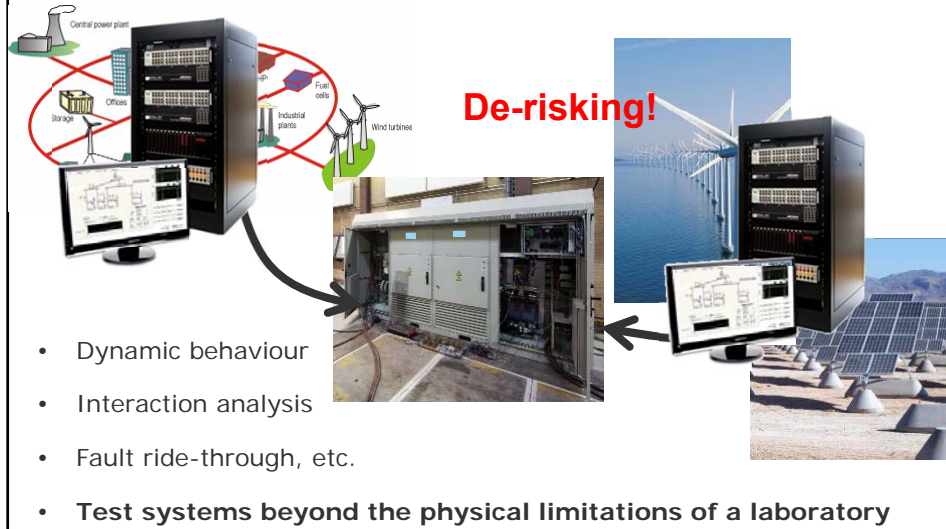 Central power plant
Offices
Storage
Fuel
cells
Industrial
plants
Wind turbines
De-risking!
• Dynamic behaviour
• Interaction analysis
• Fault ride-through, etc.
• Test systems beyond the physical limitations of a laboratory